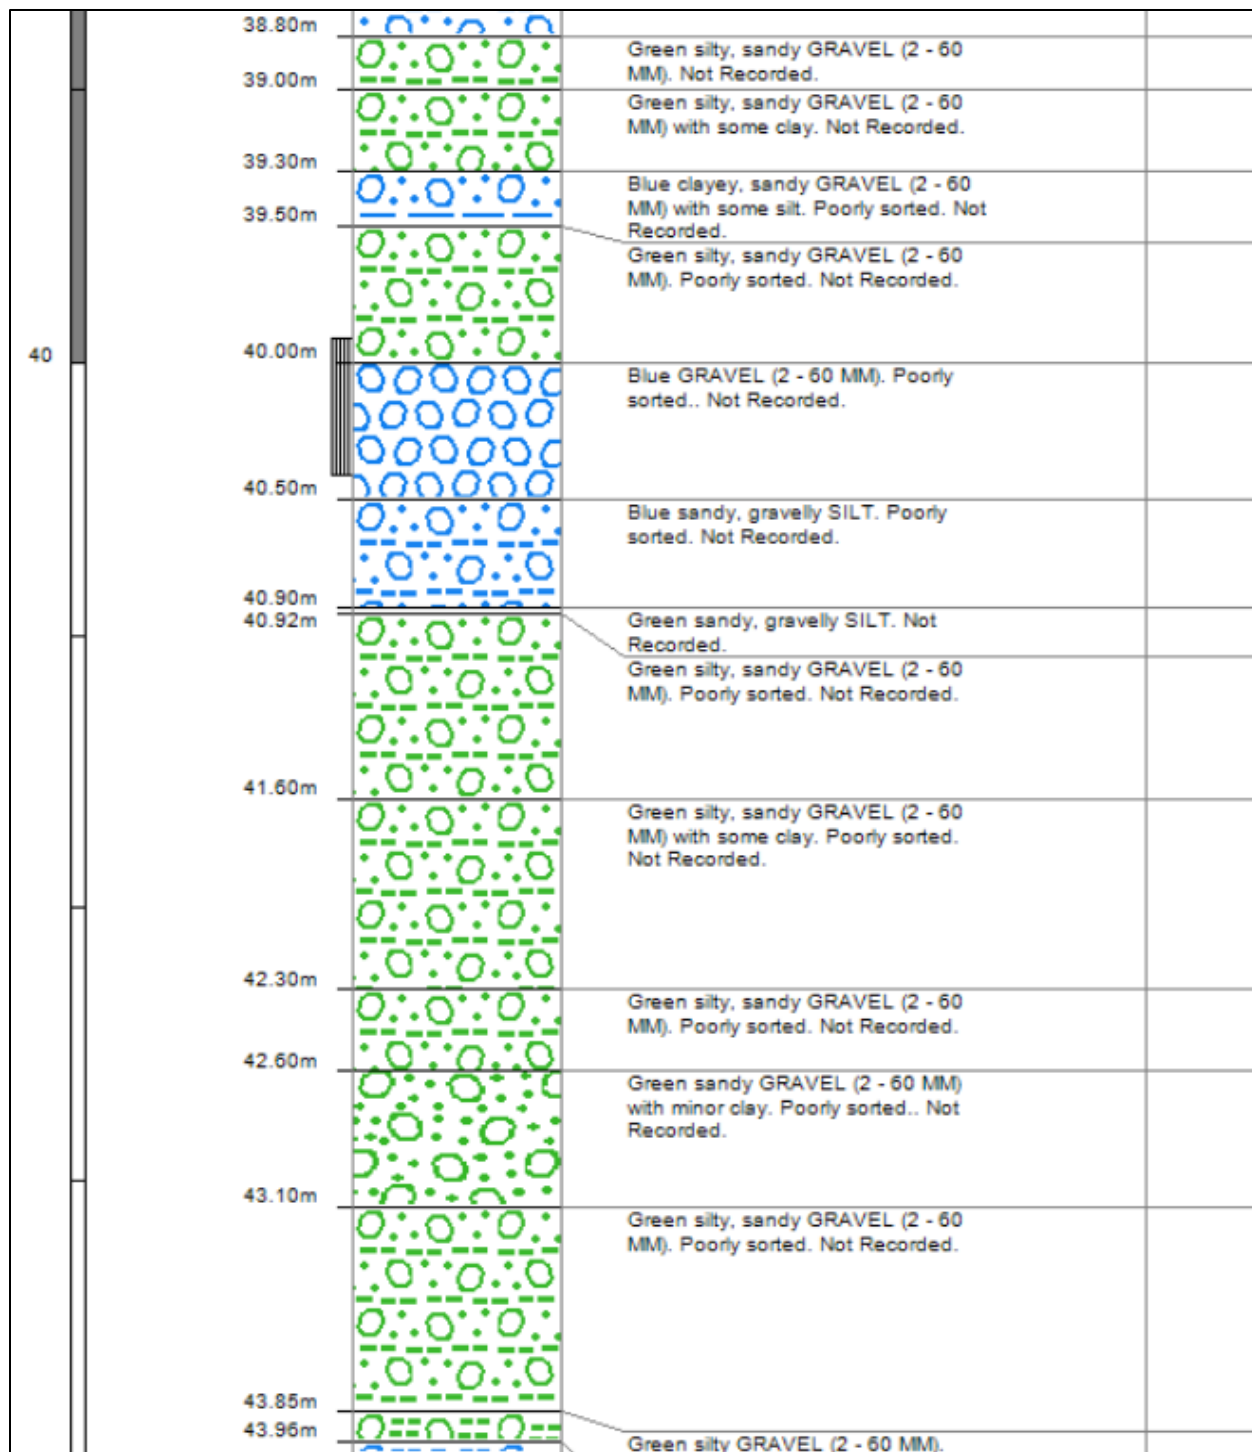 38.80m
Green silty, sandy GRAVEL (2 - 60
MM). Not Recorded.
39.00m
Green silty, sandy GRAVEL (2 - 60
MM) with some clay. Not Recorded.
39.30m
Blue clayey, sandy GRAVEL (2 - 60
MM) with some silt. Poorly sorted. Not
Recorded.
39.50m
Green silty, sandy GRAVEL (2 - 60
MM). Poorly sorted. Not Recorded.
40
40.00m
Blue GRAVEL (2 - 60 MM). Poorly
sorted.. Not Recorded.
40.50m
Blue sandy, gravelly SILT. Poorly
sorted. Not Recorded.
40.90m
40.92m
Green sandy, gravelly SILT. Not
Recorded.
Green silty, sandy GRAVEL (2 - 60
MM). Poorly sorted. Not Recorded.
41.60m
Green silty, sandy GRAVEL (2 - 60
MM) with some clay. Poorly sorted.
Not Recorded.
42.30m
Green silty, sandy GRAVEL (2 - 60
MM). Poorly sorted. Not Recorded.
42.60m
Green sandy GRAVEL (2 - 60 MM)
with minor clay. Poorly sorted.. Not
Recorded.
43.10m
Green silty, sandy GRAVEL (2 - 60
MM). Poorly sorted. Not Recorded.
43.85m
43.96m
Green silty GRAVEL (2 - 60 MM).